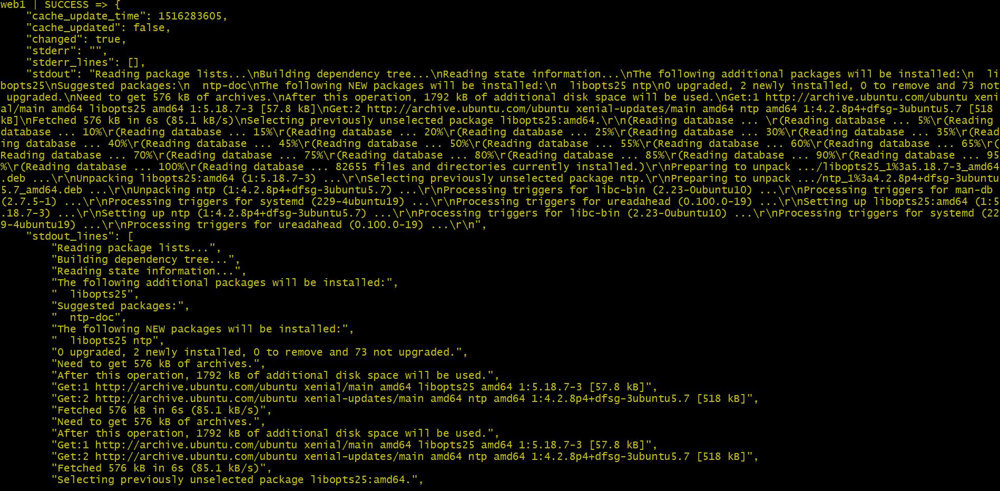 web1 | SUCCESS => {
    "cache_update_time": 1516283605,
    "cache_updated": false,
    "changed": true,
    "stderr": "",
    "stderr_lines": [],
    "stdout": "Reading package lists...\nBuilding dependency tree...\nReading state information...\nThe following additional packages will be installed:\n  li
bopts25\nSuggested packages:\n  ntp-doc\nThe following NEW packages will be installed:\n  libopts25 ntp\n0 upgraded, 2 newly installed, 0 to remove and 73 not
 upgraded.\nNeed to get 576 kB of archives.\nAfter this operation, 1792 kB of additional disk space will be used.\nGet:1 http://archive.ubuntu.com/ubuntu xeni
al/main amd64 libopts25 amd64 1:5.18.7-3 [57.8 kB]\nGet:2 http://archive.ubuntu.com/ubuntu xenial-updates/main amd64 ntp amd64 1:4.2.8p4+dfsg-3ubuntu5.7 [518
kB]\nFetched 576 kB in 6s (85.1 kB/s)\nSelecting previously unselected package libopts25:amd64.\r\n(Reading database ... \r(Reading database ... 5%\r(Reading
database ... 10%\r(Reading database ... 15%\r(Reading database ... 20%\r(Reading database ... 25%\r(Reading database ... 30%\r(Reading database ... 35%\r(Read
ing database ... 40%\r(Reading database ... 45%\r(Reading database ... 50%\r(Reading database ... 55%\r(Reading database ... 60%\r(Reading database ... 65%\r(
Reading database ... 70%\r(Reading database ... 75%\r(Reading database ... 80%\r(Reading database ... 85%\r(Reading database ... 90%\r(Reading database ... 95
%\r(Reading database ... 100%\r(Reading database ... 82655 files and directories currently installed.)\r\nPreparing to unpack .../libopts25_1%3a5.18.7-3_amd64
.deb ...\r\nUnpacking libopts25:amd64 (1:5.18.7-3) ...\r\nSelecting previously unselected package ntp.\r\nPreparing to unpack .../ntp_1%3a4.2.8p4+dfsg-3ubuntu
5.7_amd64.deb ...\r\nUnpacking ntp (1:4.2.8p4+dfsg-3ubuntu5.7) ...\r\nProcessing triggers for libc-bin (2.23-0ubuntu10) ...\r\nProcessing triggers for man-db
(2.7.5-1) ...\r\nProcessing triggers for systemd (229-4ubuntu19) ...\r\nProcessing triggers for ureadahead (0.100.0-19) ...\r\nSetting up libopts25:amd64 (1:5
.18.7-3) ...\r\nSetting up ntp (1:4.2.8p4+dfsg-3ubuntu5.7) ...\r\nProcessing triggers for libc-bin (2.23-0ubuntu10) ...\r\nProcessing triggers for systemd (22
9-4ubuntu19) ...\r\nProcessing triggers for ureadahead (0.100.0-19) ...\r\n",
    "stdout_lines": [
        "Reading package lists...",
        "Building dependency tree...",
        "Reading state information...",
        "The following additional packages will be installed:",
        "  libopts25",
        "Suggested packages:",
        "  ntp-doc",
        "The following NEW packages will be installed:",
        "  libopts25 ntp",
        "0 upgraded, 2 newly installed, 0 to remove and 73 not upgraded.",
        "Need to get 576 kB of archives.",
        "After this operation, 1792 kB of additional disk space will be used.",
        "Get:1 http://archive.ubuntu.com/ubuntu xenial/main amd64 libopts25 amd64 1:5.18.7-3 [57.8 kB]",
        "Get:2 http://archive.ubuntu.com/ubuntu xenial-updates/main amd64 ntp amd64 1:4.2.8p4+dfsg-3ubuntu5.7 [518 kB]",
        "Fetched 576 kB in 6s (85.1 kB/s)",
        "Need to get 576 kB of archives.",
        "After this operation, 1792 kB of additional disk space will be used.",
        "Get:1 http://archive.ubuntu.com/ubuntu xenial/main amd64 libopts25 amd64 1:5.18.7-3 [57.8 kB]",
        "Get:2 http://archive.ubuntu.com/ubuntu xenial-updates/main amd64 ntp amd64 1:4.2.8p4+dfsg-3ubuntu5.7 [518 kB]",
        "Fetched 576 kB in 6s (85.1 kB/s)",
        "Selecting previously unselected package libopts25:amd64.",